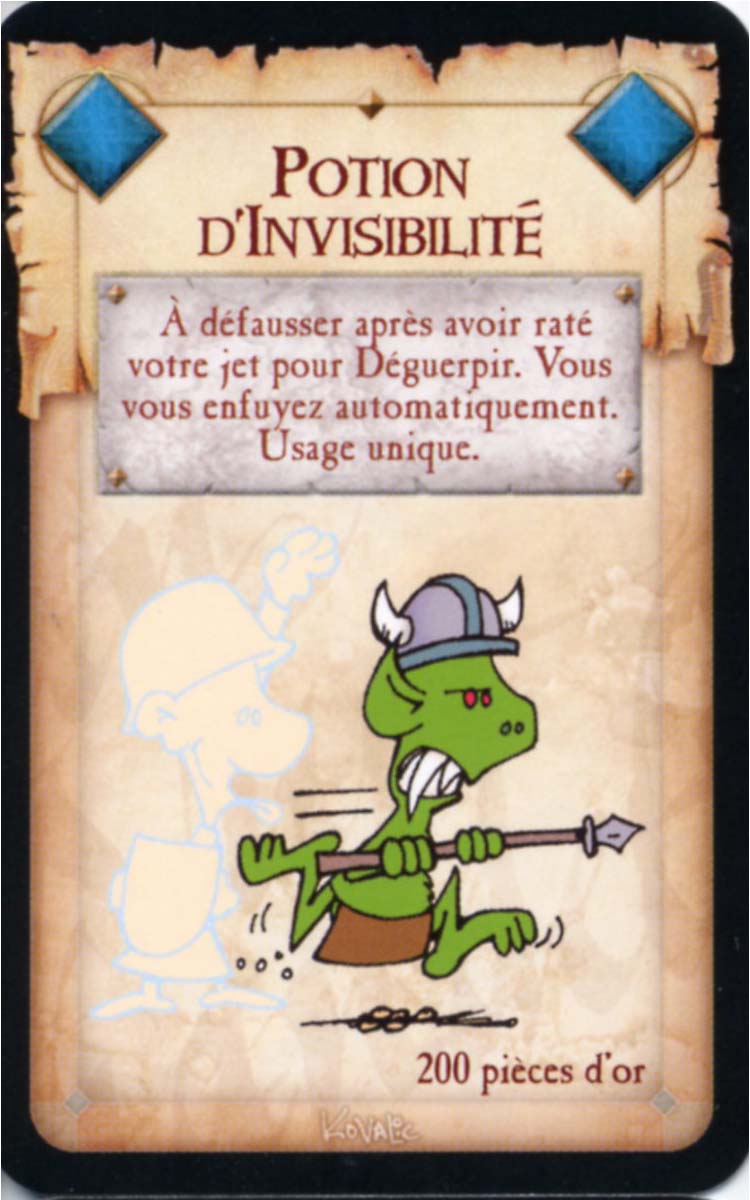 POTION
D'INVISIBILITÉ
À défausser après avoir raté
votre jet pour Déguerpir. Vous
vous enfuyez automatiquement.
Usage unique.
200 pièces d'or
KOVALIC